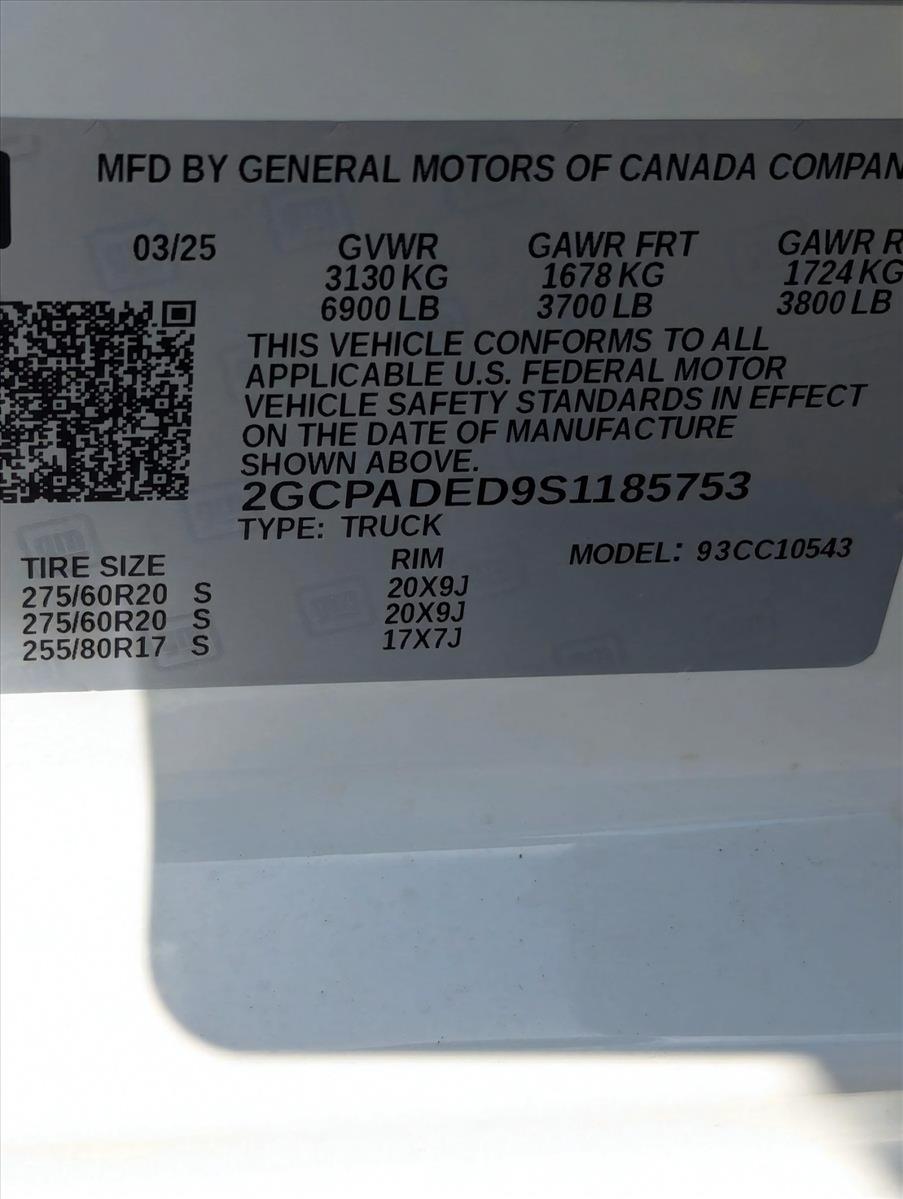 MFD BY GENERAL MOTORS OF CANADA COMPAN
03/25 GVWR GAWR FRT GAWR R
3130 KG 1678 KG 1724 KG
6900 LB 3700 LB 3800 LB
THIS VEHICLE CONFORMS TO ALL
APPLICABLE U.S. FEDERAL MOTOR
VEHICLE SAFETY STANDARDS IN EFFECT
ON THE DATE OF MANUFACTURE
SHOWN ABOVE.
2GCPADED9S1185753
TYPE: TRUCK
TIRE SIZE RIM MODEL: 93CC10543
275/60R20 S 20X9J
275/60R20 S 20X9J
255/80R17 S 17X7J